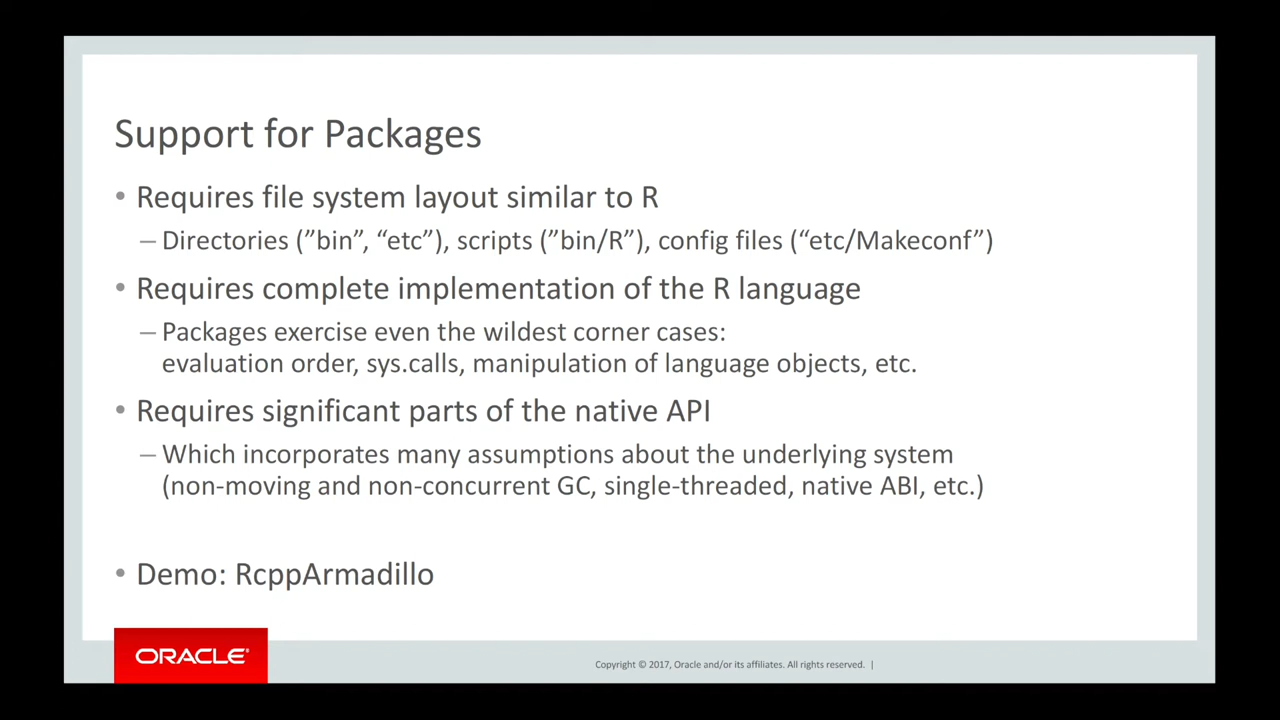 Support for Packages
• Requires file system layout similar to R
– Directories (”bin”, “etc”), scripts (”bin/R”), config files (“etc/Makeconf”)
• Requires complete implementation of the R language
– Packages exercise even the wildest corner cases:
evaluation order, sys.calls, manipulation of language objects, etc.
• Requires significant parts of the native API
– Which incorporates many assumptions about the underlying system
(non-moving and non-concurrent GC, single-threaded, native ABI, etc.)
• Demo: RcppArmadillo
ORACLE®
Copyright © 2017, Oracle and/or its affiliates. All rights reserved. |